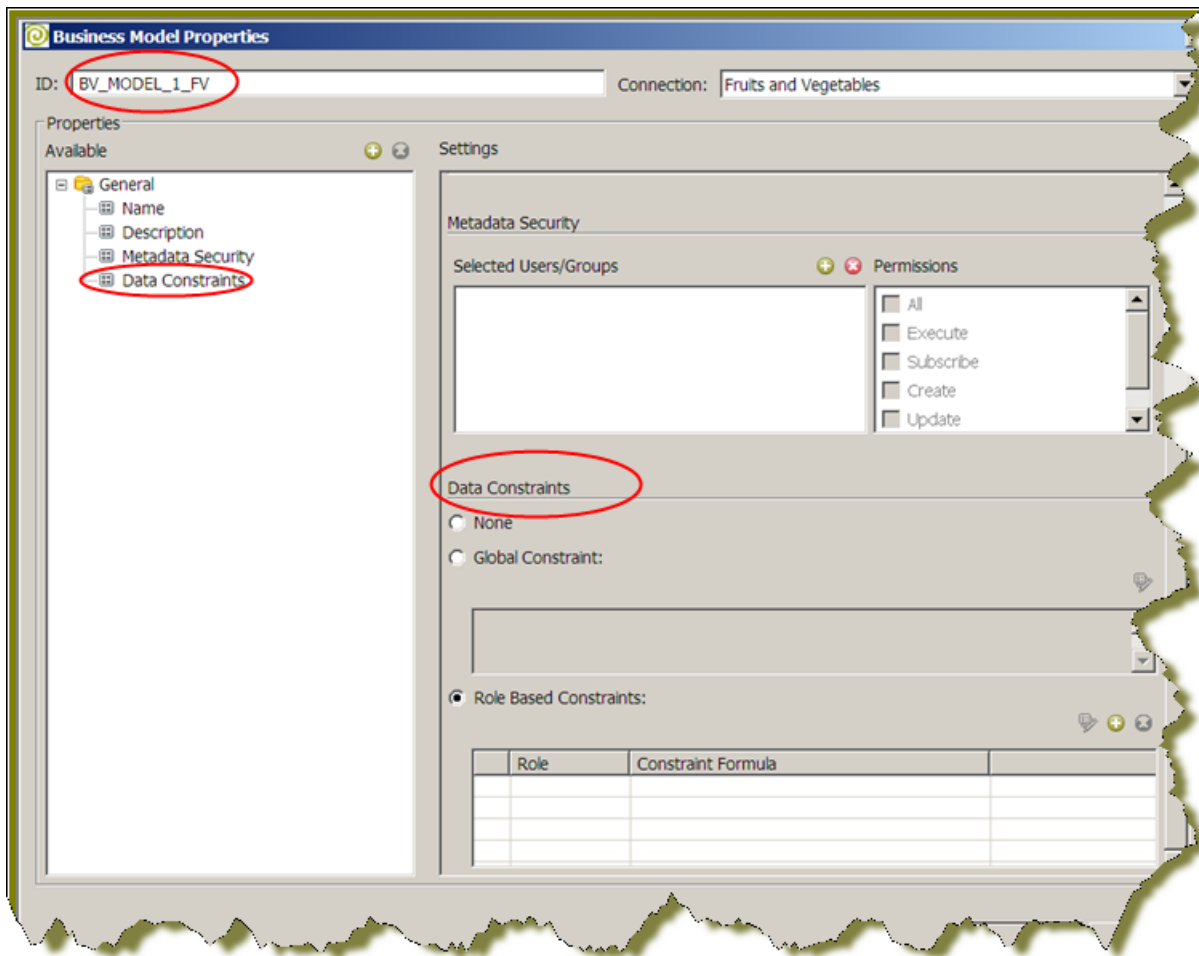 Business Model Properties
ID: BV_MODEL_1_FV Connection: Fruits and Vegetables
Properties
Available Settings
General
Name
Description
Metadata Security
Data Constraints
Metadata Security
Selected Users/Groups Permissions
All
Execute
Subscribe
Create
Update
Data Constraints
None
Global Constraint:
Role Based Constraints:
Role Constraint Formula